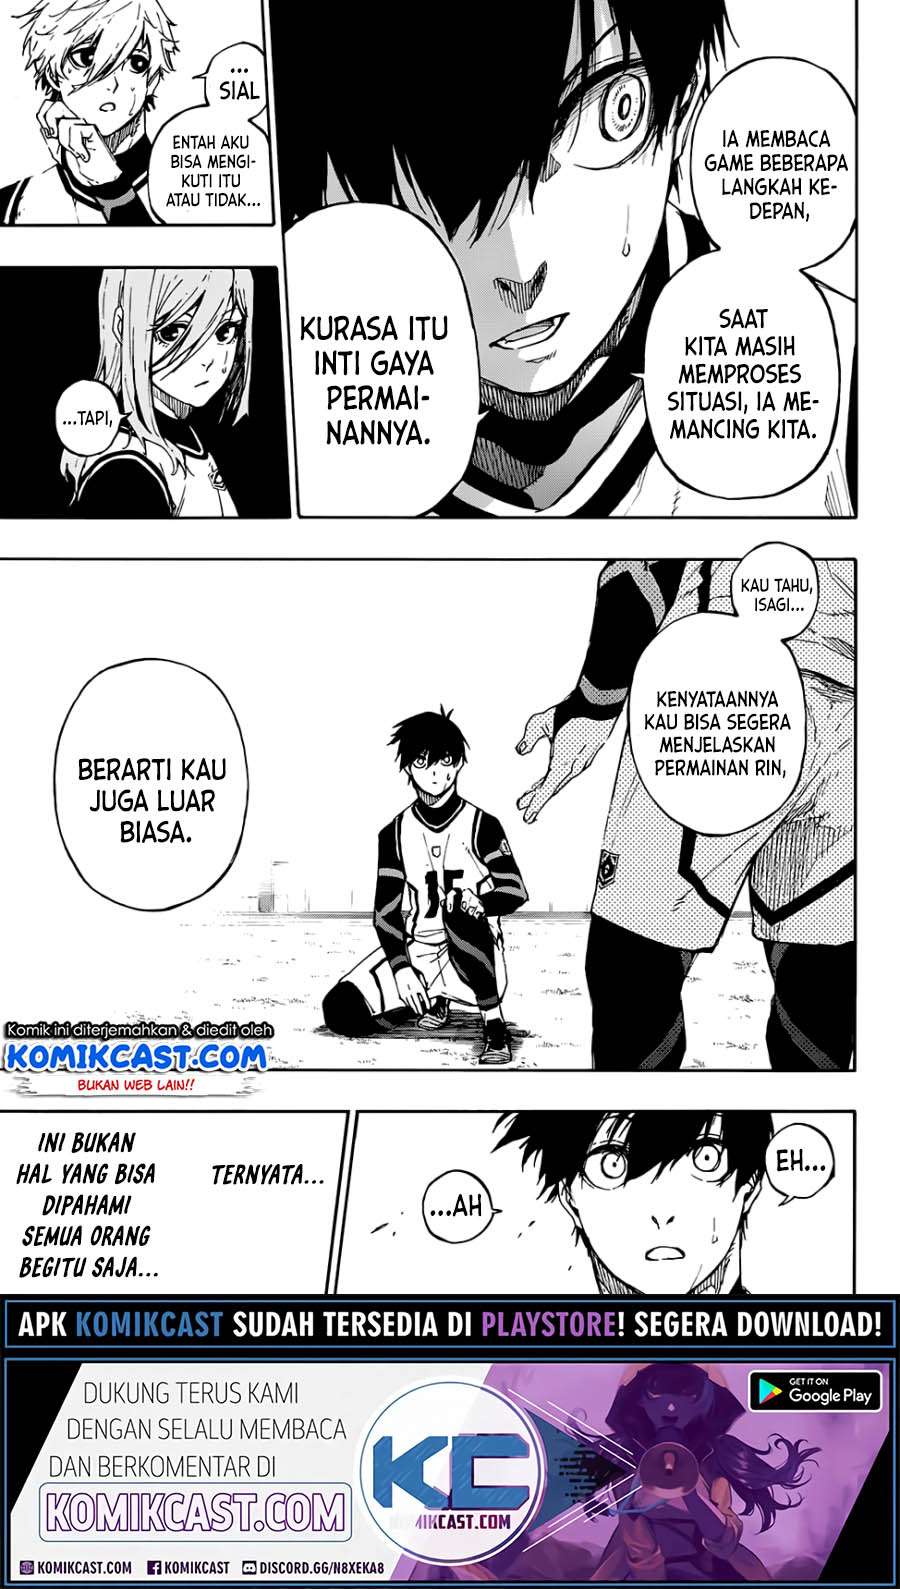 IA MEMBACA
GAME BEBERAPA
LANGKAH KE-
DEPAN,
SAAT
KITA MASIH
MEMPROSES
SITUASI, IA ME-
MANCING KITA.
KURASA ITU
INTI GAYA
PERMAI-
NANNYA.
...
SIAL
ENTAH AKU
BISA MENGI-
KUTI ITU
ATAU TIDAK...
...TAPI,
KAU TAHU,
ISAGI...
KENYATAANNYA
KAU BISA SEGERA
MENJELASKAN
PERMAINAN RIN,
BERARTI KAU
JUGA LUAR
BIASA.
15
Komik ini diterjemahkan & diedit oleh
KOMIKCAST.COM
BUKAN WEB LAIN!!
EH...
...AH
TERNYATA...
INI BUKAN
HAL YANG BISA
DIPAHAMI
SEMUA ORANG
BEGITU SAJA...
APK KOMIKCAST SUDAH TERSEDIA DI PLAYSTORE! SEGERA DOWNLOAD!
DUKUNG TERUS KAMI
DENGAN SELALU MEMBACA
DAN BERKOMENTAR DI
KOMIKCAST.COM
KOMIKCAST.COM
KOMIKCAST
DISCORD.GG/N8XEKA8
KC
KOMIKCAST.COM
GET IT ON
Google Play